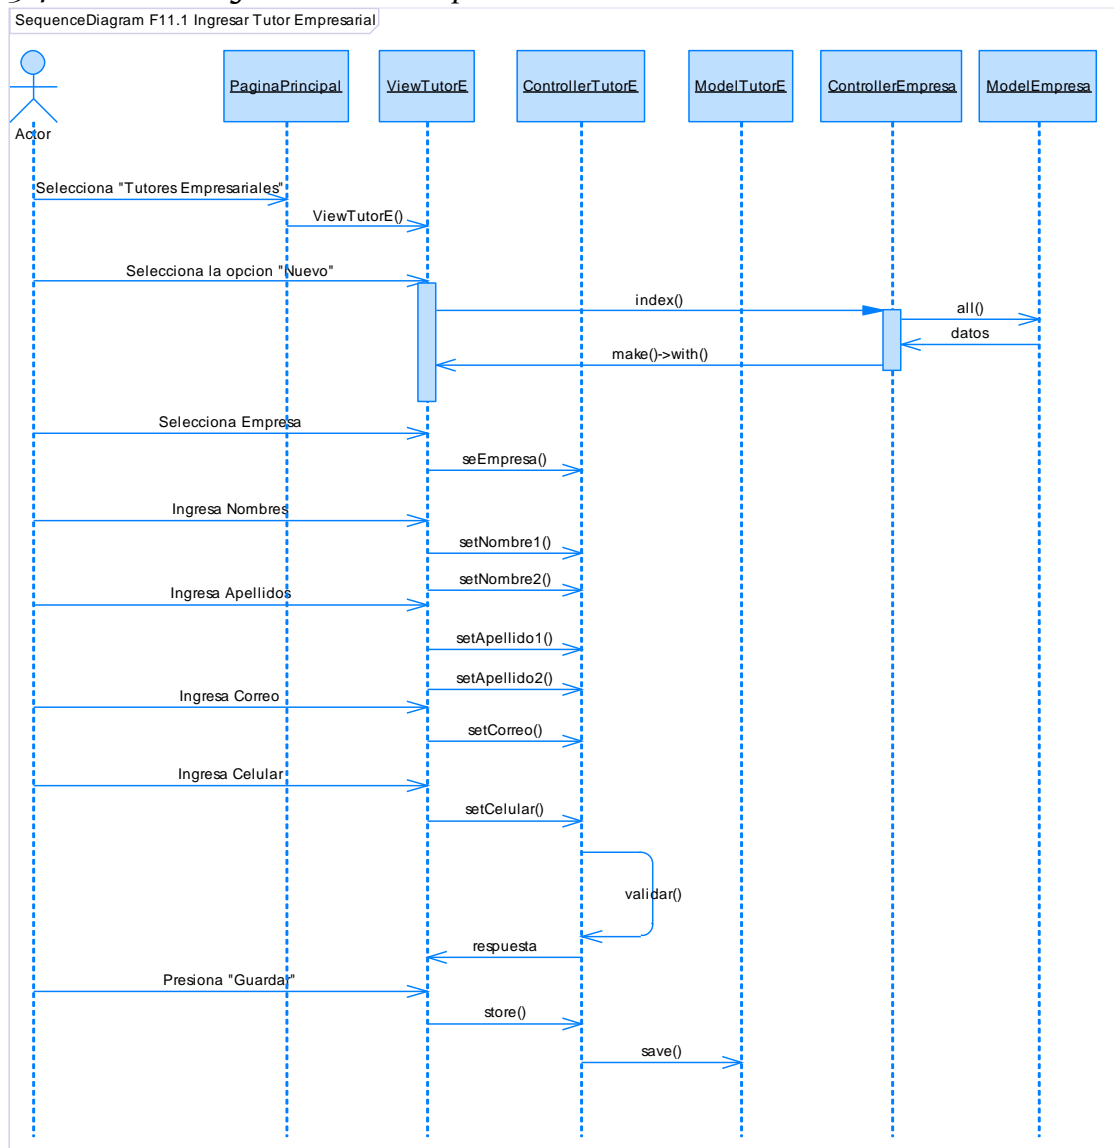 SequenceDiagram F11.1 Ingresar Tutor Empresarial
PaginaPrincipal
ViewTutorE
ControllerTutorE
ModelTutorE
ControllerEmpresa
ModelEmpresa
Actor
Selecciona "Tutores Empresariales"
ViewTutorE()
Selecciona la opcion "Nuevo"
index()
all()
datos
make()->with()
Selecciona Empresa
seEmpresa()
Ingresa Nombres
setNombre1()
setNombre2()
Ingresa Apellidos
setApellido1()
setApellido2()
Ingresa Correo
setCorreo()
Ingresa Celular
setCelular()
validar()
respuesta
Presiona "Guardar"
store()
save()